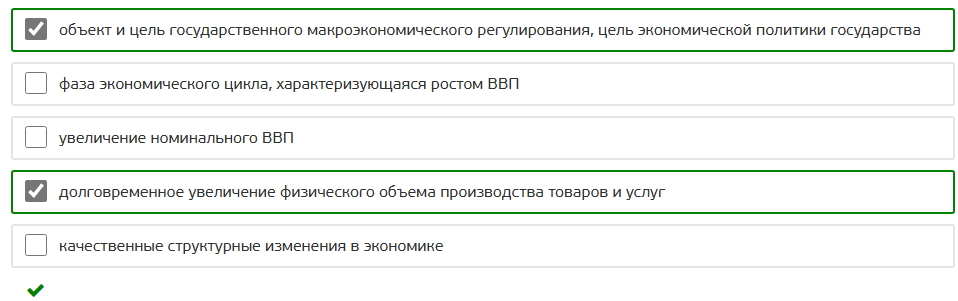 объект и цель государственного макроэкономического регулирования, цель экономической политики государства
фаза экономического цикла, характеризующаяся ростом ВВП
увеличение номинального ВВП
долговременное увеличение физического объема производства товаров и услуг
качественные структурные изменения в экономике